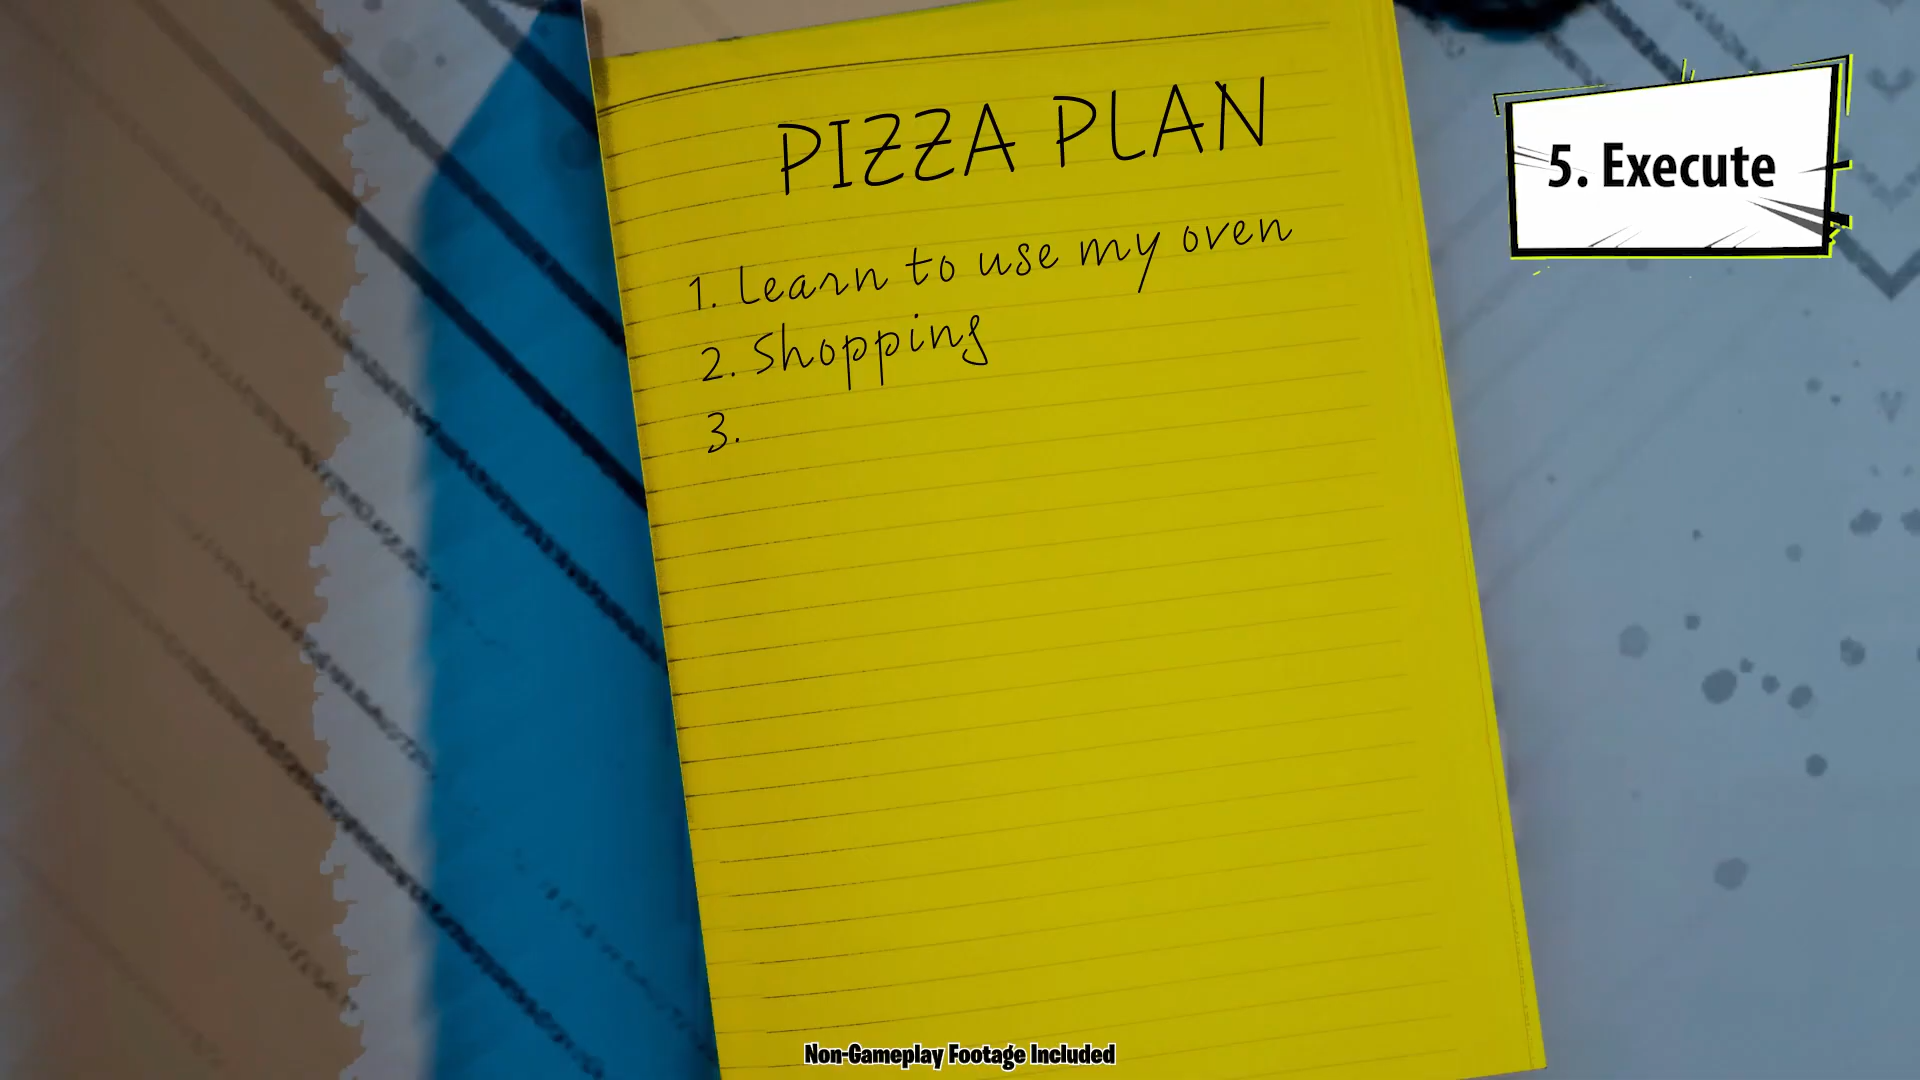 PIZZA PLAN
1. Learn to use my oven
2. Shopping
3.
5. Execute
Non-Gameplay Footage Included